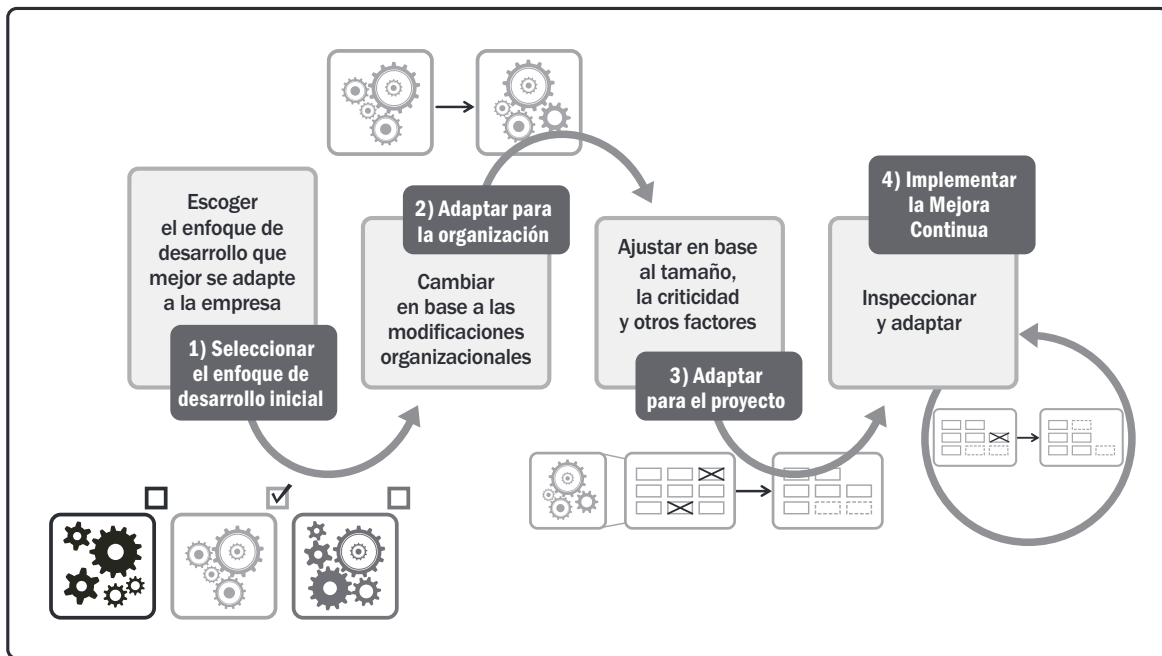 Escoger
el enfoque de
desarrollo que
mejor se adapte
a la empresa
1) Seleccionar
el enfoque de
desarrollo inicial
2) Adaptar para
la organización
Cambiar
en base a las
modificaciones
organizacionales
Ajustar en base
al tamaño,
la criticidad
y otros factores
3) Adaptar
para el proyecto
4) Implementar
la Mejora
Continua
Inspeccionar
y adaptar